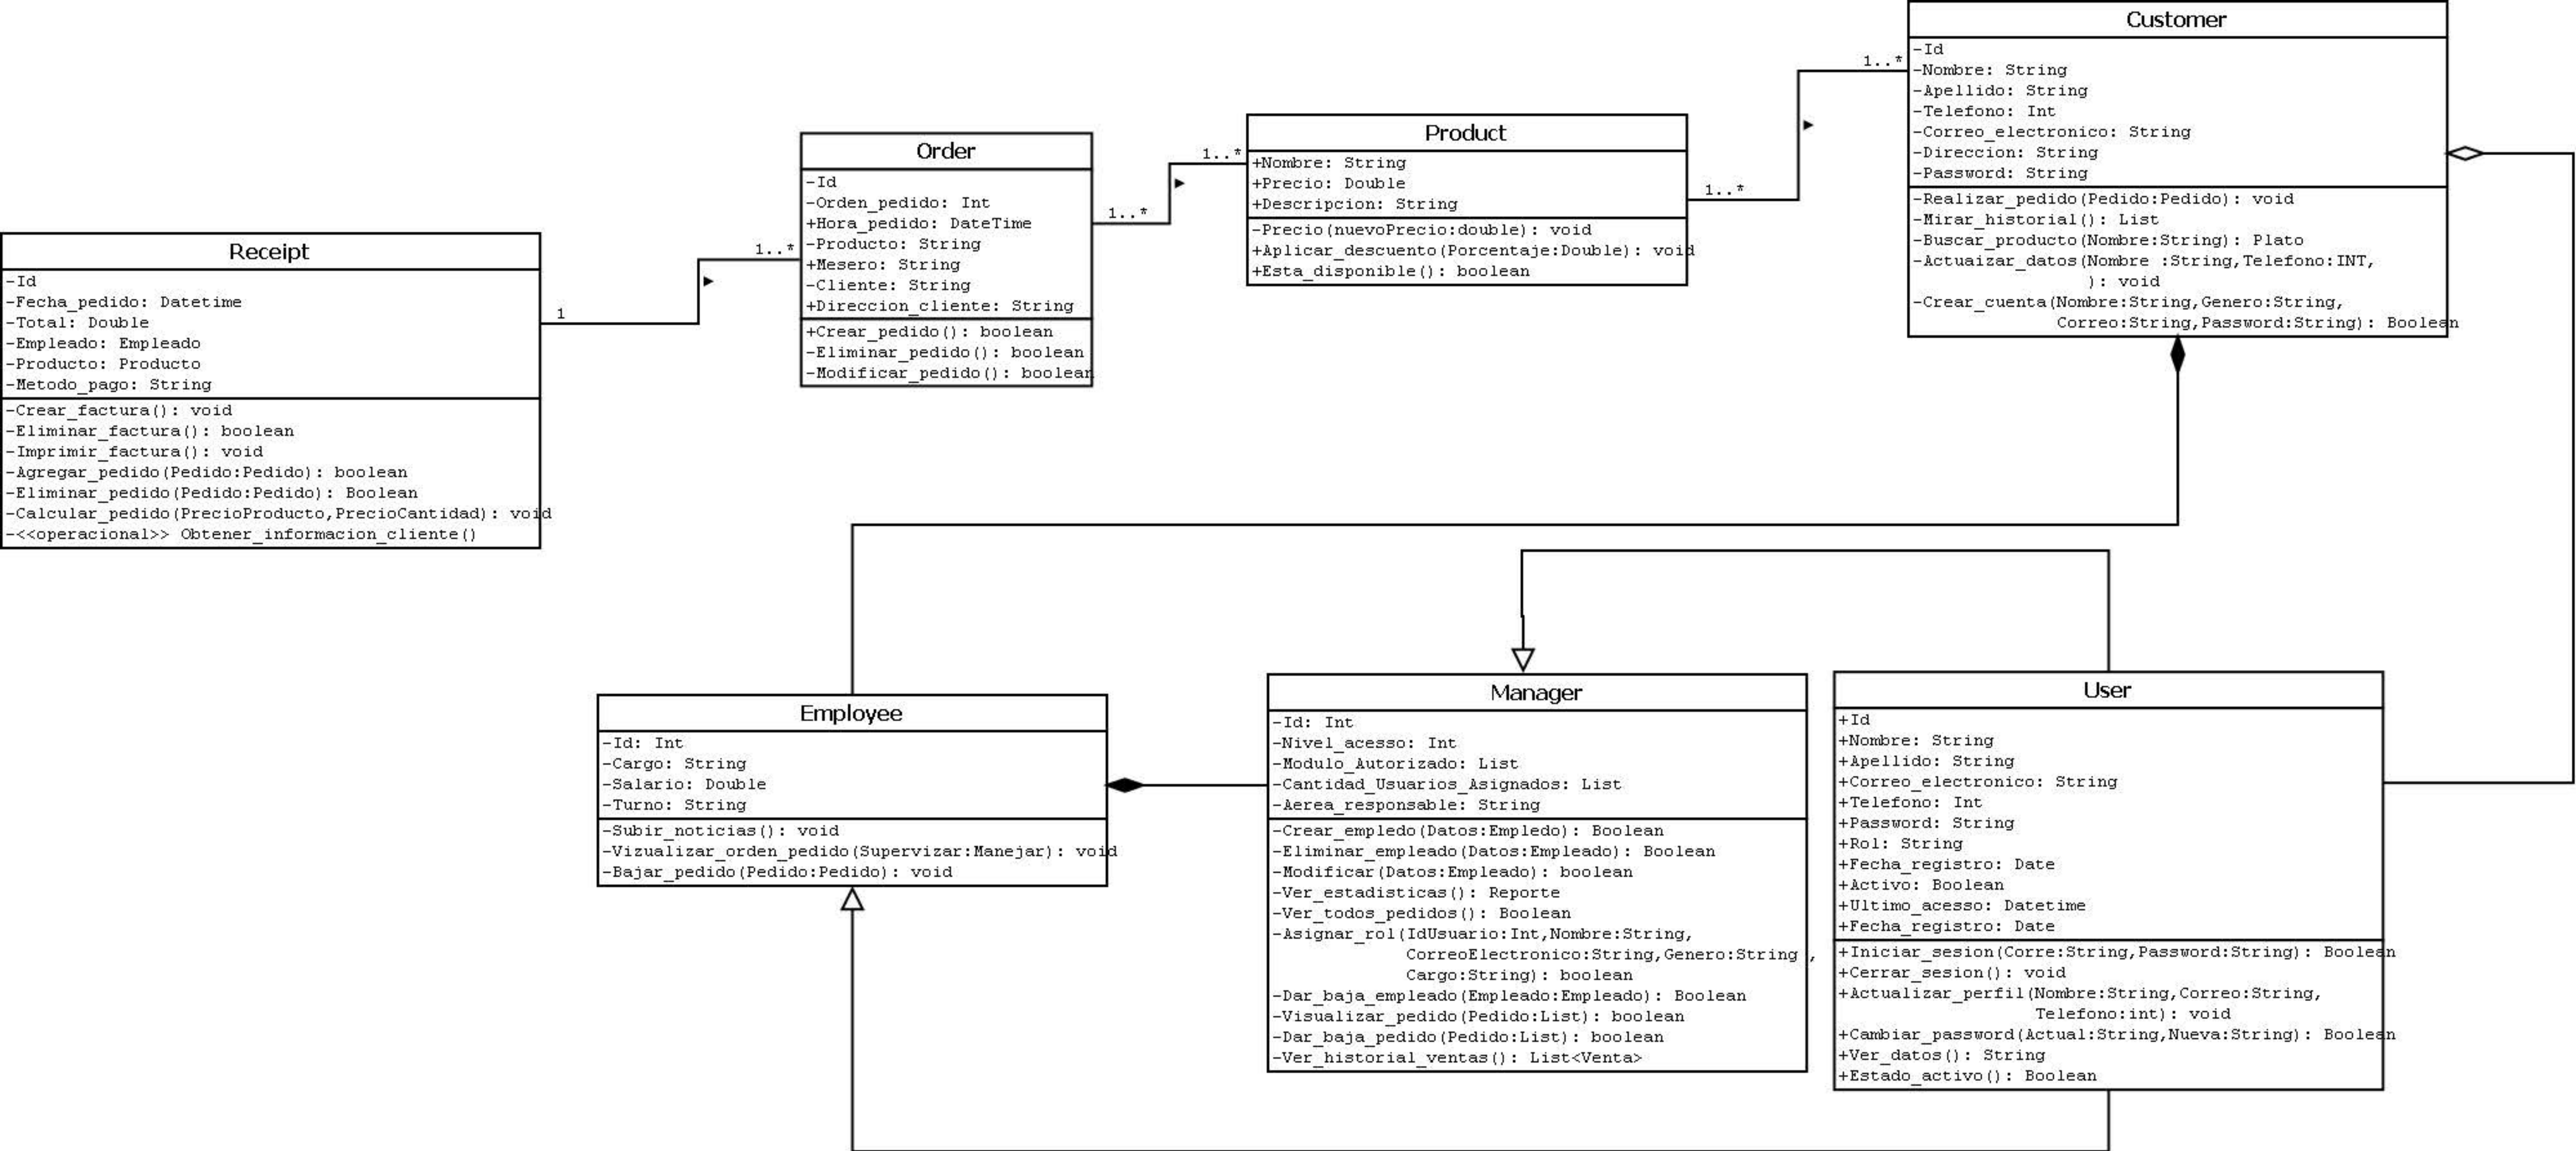 Receipt
-Id
-Fecha_pedido: Datetime
-Total: Double
-Empleado: Empleado
-Producto: Producto
-Metodo_pago: String
-Crear_factura(): void
-Eliminar_factura(): boolean
-Imprimir_factura(): void
-Agregar_pedido(Pedido:Pedido): boolean
-Eliminar_pedido(Pedido:Pedido): Boolean
-Calcular_pedido(PrecioProducto,PrecioCantidad): void
-<<operacional>> Obtener_informacion_cliente()
1
1..*
Order
-Id
-Orden_pedido: Int
+Hora_pedido: DateTime
-Producto: String
+Mesero: String
-Cliente: String
+Direccion_cliente: String
+Crear_pedido(): boolean
-Eliminar_pedido(): boolean
-Modificar_pedido(): boolean
1..*
1..*
Product
+Nombre: String
+Precio: Double
+Descripcion: String
-Precio(nuevoPrecio:double): void
+Aplicar_descuento(Porcentaje:Double): void
+Esta_disponible(): boolean
1..*
1..*
Customer
-Id
-Nombre: String
-Apellido: String
-Telefono: Int
-Correo_electronico: String
-Direccion: String
-Password: String
-Realizar_pedido(Pedido:Pedido): void
-Mirar_historial(): List
-Buscar_producto(Nombre:String): Plato
-Actuaizar_datos(Nombre :String,Telefono:INT,
): void
-Crear_cuenta(Nombre:String,Genero:String,
Correo:String,Password:String): Boolean
Employee
-Id: Int
-Cargo: String
-Salario: Double
-Turno: String
-Subir_noticias(): void
-Vizualizar_orden_pedido(Supervizar:Manejar): void
-Bajar_pedido(Pedido:Pedido): void
Manager
-Id: Int
-Nivel_acesso: Int
-Modulo_Autorizado: List
-Cantidad_Usuarios_Asignados: List
-Aerea_responsable: String
-Crear_empledo(Datos:Empledo): Boolean
-Eliminar_empleado(Datos:Empleado): Boolean
-Modificar(Datos:Empleado): boolean
-Ver_estadisticas(): Reporte
-Ver_todos_pedidos(): Boolean
-Asignar_rol(IdUsuario:Int,Nombre:String,
CorreoElectronico:String,Genero:String ,
Cargo:String): boolean
-Dar_baja_empleado(Empleado:Empleado): Boolean
-Visualizar_pedido(Pedido:List): boolean
-Dar_baja_pedido(Pedido:List): boolean
-Ver_historial_ventas(): List<Venta>
User
+Id
+Nombre: String
+Apellido: String
+Correo_electronico: String
+Telefono: Int
+Password: String
+Rol: String
+Fecha_registro: Date
+Activo: Boolean
+Ultimo_acesso: Datetime
+Fecha_registro: Date
+Iniciar_sesion(Corre:String,Password:String): Boolean
+Cerrar_sesion(): void
+Actualizar_perfil(Nombre:String,Correo:String,
Telefono:int): void
+Cambiar_password(Actual:String,Nueva:String): Boolean
+Ver_datos(): String
+Estado_activo(): Boolean